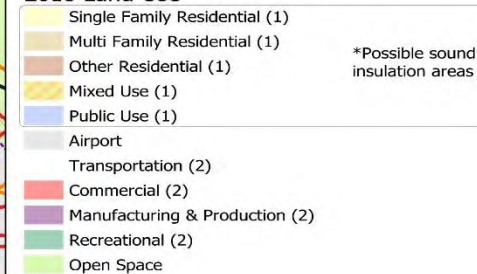 Single Family Residential (1)
Multi Family Residential (1)
Other Residential (1)
*Possible sound
insulation areas
Mixed Use (1)
Public Use (1)
Airport
Transportation (2)
Commercial (2)
Manufacturing & Production (2)
Recreational (2)
Open Space